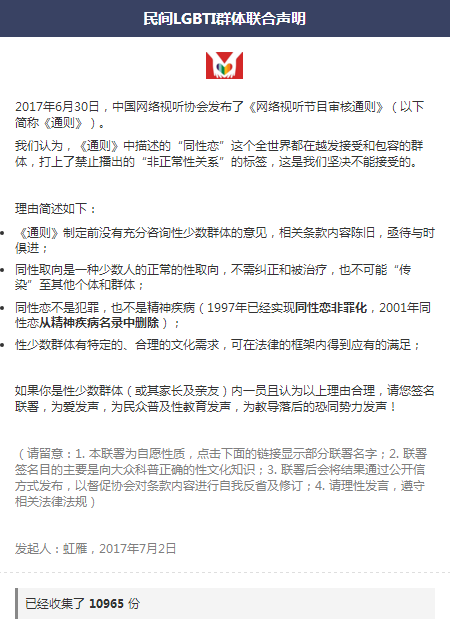 民间LGBTI群体联合声明
2017年6月30日，中国网络视听协会发布了《网络视听节目审核通则》（以下
简称《通则》）。
我们认为，《通则》中描述的“同性恋”这个全世界都在越发接受和包容的群
体，打上了禁止播出的“非正常性关系”的标签，这是我们坚决不能接受的。
理由简述如下：
《通则》制定前没有充分咨询性少数群体的意见，相关条款内容陈旧，亟待与时
俱进；
同性取向是一种少数人的正常的性取向，不需纠正和被治疗，也不可能“传
染”至其他个体和群体；
同性恋不是犯罪，也不是精神疾病（1997年已经实现同性恋非罪化，2001年同
性恋从精神疾病名录中删除）；
性少数群体有特定的、合理的文化需求，可在法律的框架内得到应有的满足；
如果你是性少数群体（或其家长及亲友）内一员且认为以上理由合理，请您签名
联署，为爱发声，为民众普及性教育发声，为教导落后的恐同势力发声！
（请留意：1. 本联署为自愿性质，点击下面的链接显示部分联署名字；2. 联署
签名目的主要是向大众科普正确的性文化知识；3. 联署后会将结果通过公开信
方式发布，以督促协会对条款内容进行自我反省及修订；4. 请理性发言，遵守
相关法律法规）
发起人：虹雁，2017年7月2日
已经收集了 10965 份